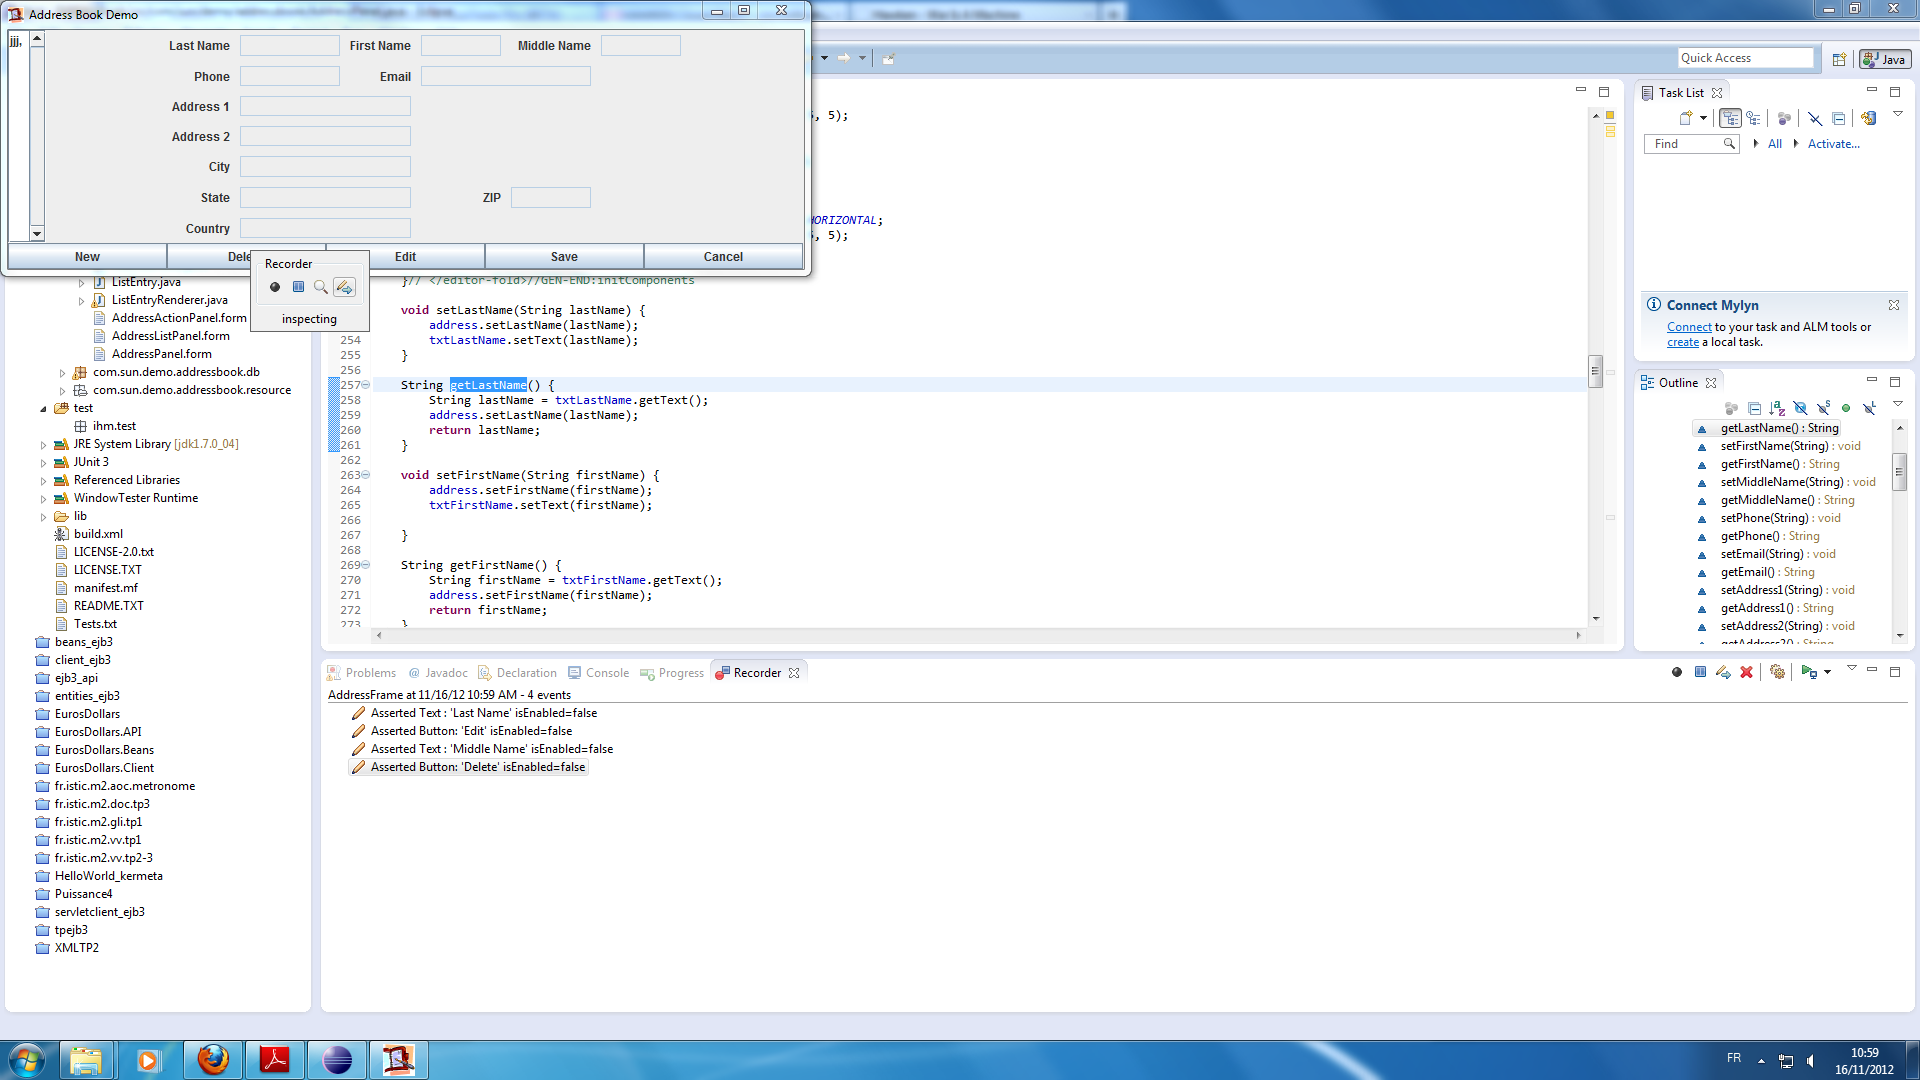 Address Book Demo
jjj,
Last Name
First Name
Middle Name
Phone
Email
Address 1
Address 2
City
State
ZIP
Country
New
Dele
Edit
Save
Cancel
Recorder
inspecting
Quick Access
Java
ListEntry.java
ListEntryRenderer.java
AddressActionPanel.form
AddressListPanel.form
AddressPanel.form
com.sun.demo.addressbook.db
com.sun.demo.addressbook.resource
test
ihm.test
JRE System Library [jdk1.7.0_04]
JUnit 3
Referenced Libraries
WindowTester Runtime
lib
build.xml
LICENSE-2.0.txt
LICENSE.TXT
manifest.mf
README.TXT
Tests.txt
beans_ejb3
client_ejb3
ejb3_api
entities_ejb3
EurosDollars
EurosDollars.API
EurosDollars.Beans
EurosDollars.Client
fr.istic.m2.aoc.metronome
fr.istic.m2.doc.tp3
fr.istic.m2.gli.tp1
fr.istic.m2.vv.tp1
fr.istic.m2.vv.tp2-3
HelloWorld_kermeta
Puissance4
servletclient_ejb3
tpejb3
XMLTP2
, 5);
HORIZONTAL;
, 5);
}// </editor-fold>//GEN-END:initComponents
void setLastName(String lastName) {
address.setLastName(lastName);
254 txtLastName.setText(lastName);
255 }
256
257 String getLastName() {
258 String lastName = txtLastName.getText();
259 address.setLastName(lastName);
260 return lastName;
261 }
262
263 void setFirstName(String firstName) {
264 address.setFirstName(firstName);
265 txtFirstName.setText(firstName);
266
267 }
268
269 String getFirstName() {
270 String firstName = txtFirstName.getText();
271 address.setFirstName(firstName);
272 return firstName;
273 }
Task List
Find
All
Activate...
Connect Mylyn
Connect to your task and ALM tools or
create a local task.
Outline
getLastName() : String
setFirstName(String) : void
getFirstName() : String
setMiddleName(String) : void
getMiddleName() : String
setPhone(String) : void
getPhone() : String
setEmail(String) : void
getEmail() : String
setAddress1(String) : void
getAddress1() : String
setAddress2(String) : void
getAddress2() : String
Problems
@ Javadoc
Declaration
Console
Progress
Recorder
AddressFrame at 11/16/12 10:59 AM - 4 events
Asserted Text : 'Last Name' isEnabled=false
Asserted Button: 'Edit' isEnabled=false
Asserted Text : 'Middle Name' isEnabled=false
Asserted Button: 'Delete' isEnabled=false
FR
10:59
16/11/2012